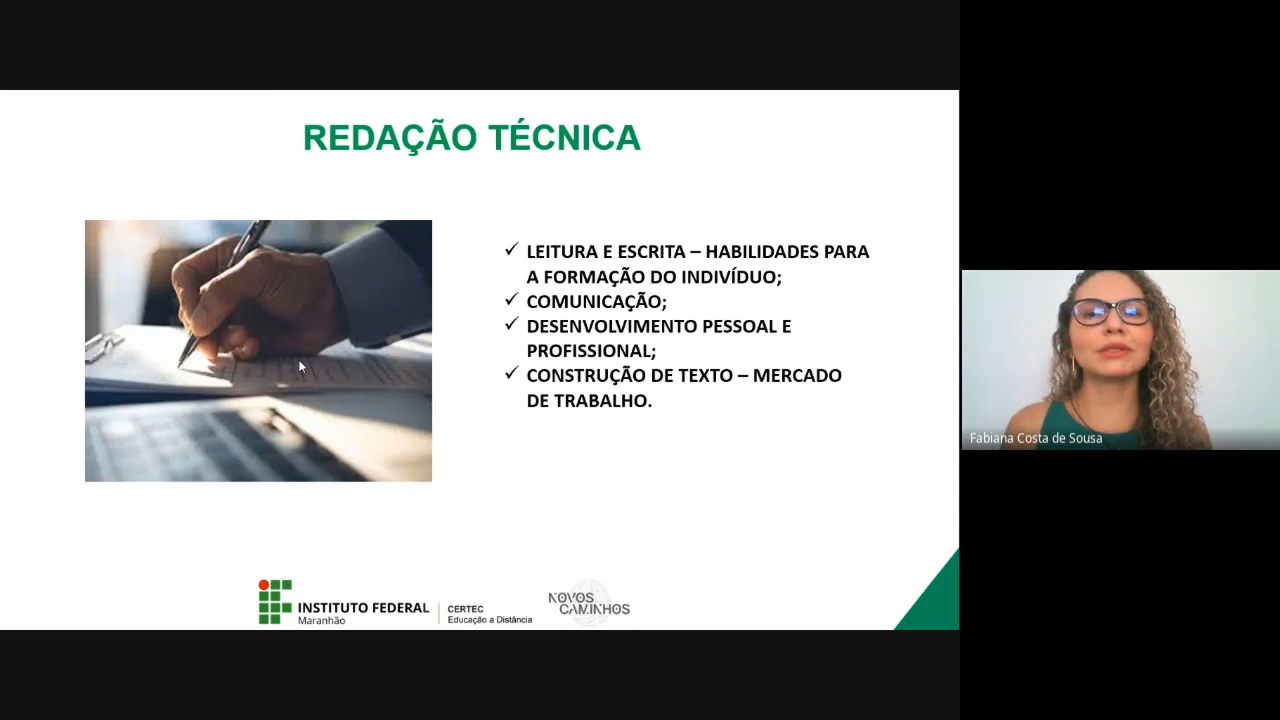 REDAÇÃO TÉCNICA
✓ LEITURA E ESCRITA – HABILIDADES PARA
A FORMAÇÃO DO INDIVÍDUO;
✓ COMUNICAÇÃO;
✓ DESENVOLVIMENTO PESSOAL E
PROFISSIONAL;
✓ CONSTRUÇÃO DE TEXTO – MERCADO
DE TRABALHO.
Fabiana Costa de Sousa
INSTITUTO FEDERAL
Maranhão
CERTEC
Educação a Distância
NOVOS
CAMINHOS